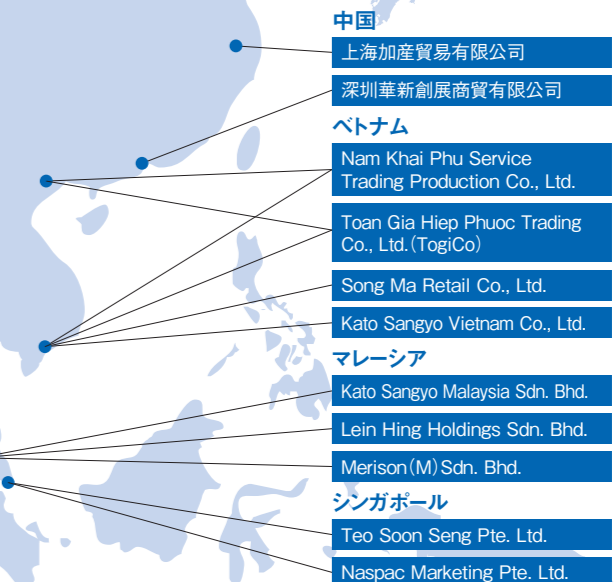 中国
上海加産貿易有限公司
深圳華新創展商貿有限公司
ベトナム
Nam Khai Phu Service
Trading Production Co., Ltd.
Toan Gia Hiep Phuoc Trading
Co., Ltd.（TogiCo）
Song Ma Retail Co., Ltd.
Kato Sangyo Vietnam Co., Ltd.
マレーシア
Kato Sangyo Malaysia Sdn. Bhd.
Lein Hing Holdings Sdn. Bhd.
Merison（M）Sdn. Bhd.
シンガポール
Teo Soon Seng Pte. Ltd.
Naspac Marketing Pte. Ltd.